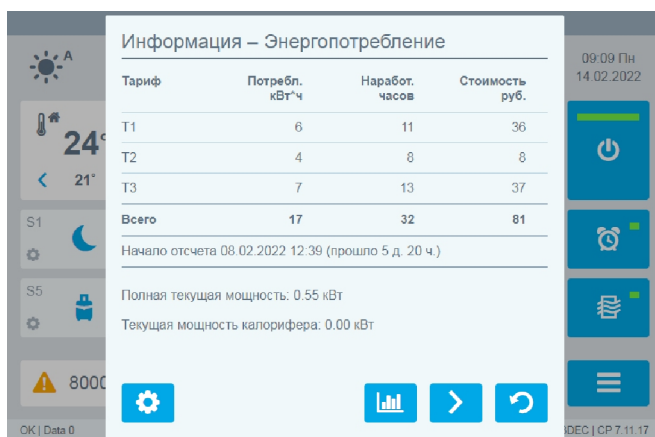 Информация – Энергопотребление
A
09:09 Пн
14.02.2022
Тариф Потребл. кВт^ч Наработ. часов Стоимость руб.
T1 6 11 36
T2 4 8 8
T3 7 13 37
Всего 17 32 81
Начало отсчета 08.02.2022 12:39 (прошло 5 д. 20 ч.)
Полная текущая мощность: 0.55 кВт
Текущая мощность калорифера: 0.00 кВт
24°
21°
S1
S5
OK | Data 0
CP 7.11.17